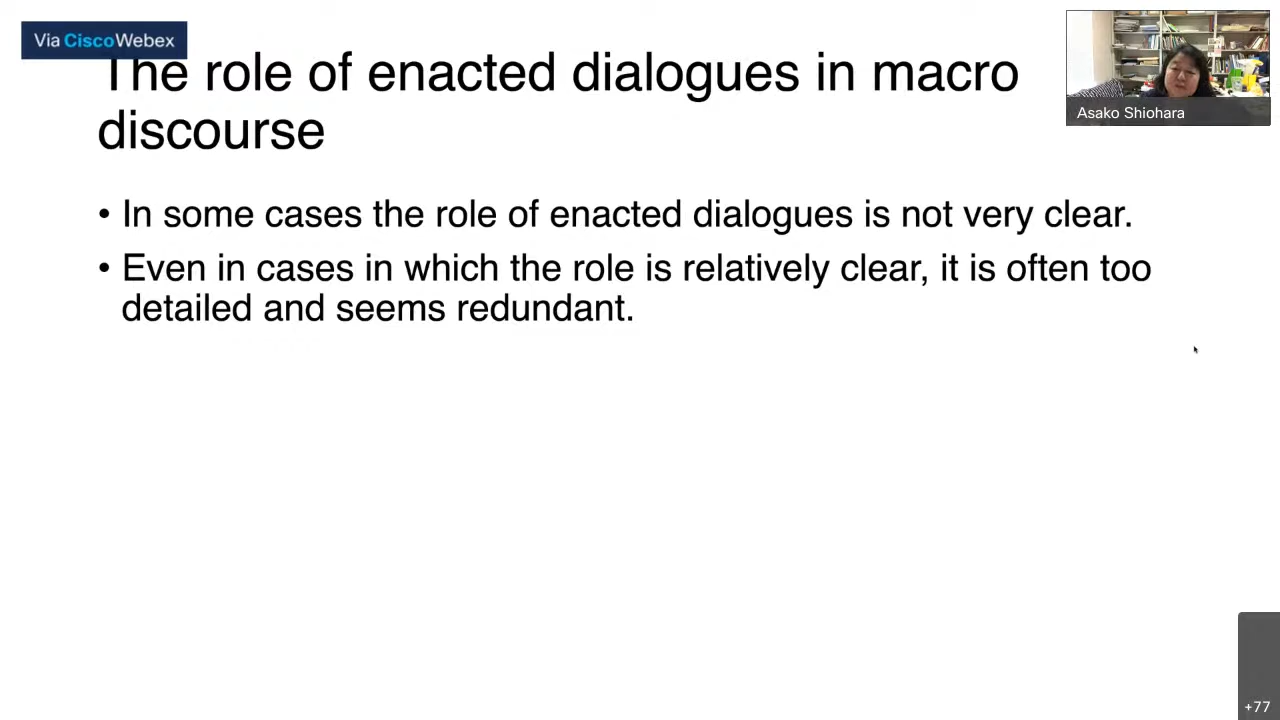 Via CiscoWebex
The role of enacted dialogues in macro
discourse
Asako Shiohara
• In some cases the role of enacted dialogues is not very clear.
• Even in cases in which the role is relatively clear, it is often too
detailed and seems redundant.
+77